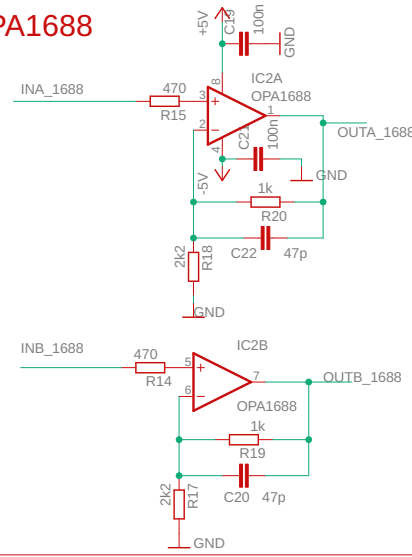 PA1688
+5V
C19
100n
GND
INA_1688
470
R15
8
3
+
2
−
1
4
IC2A
OPA1688
OUTA_1688
C21
100n
GND
-5V
1k
R20
C22
47p
2k2
R18
GND
INB_1688
470
R14
5
+
6
−
7
IC2B
OPA1688
OUTB_1688
1k
R19
C20
47p
2k2
R17
GND